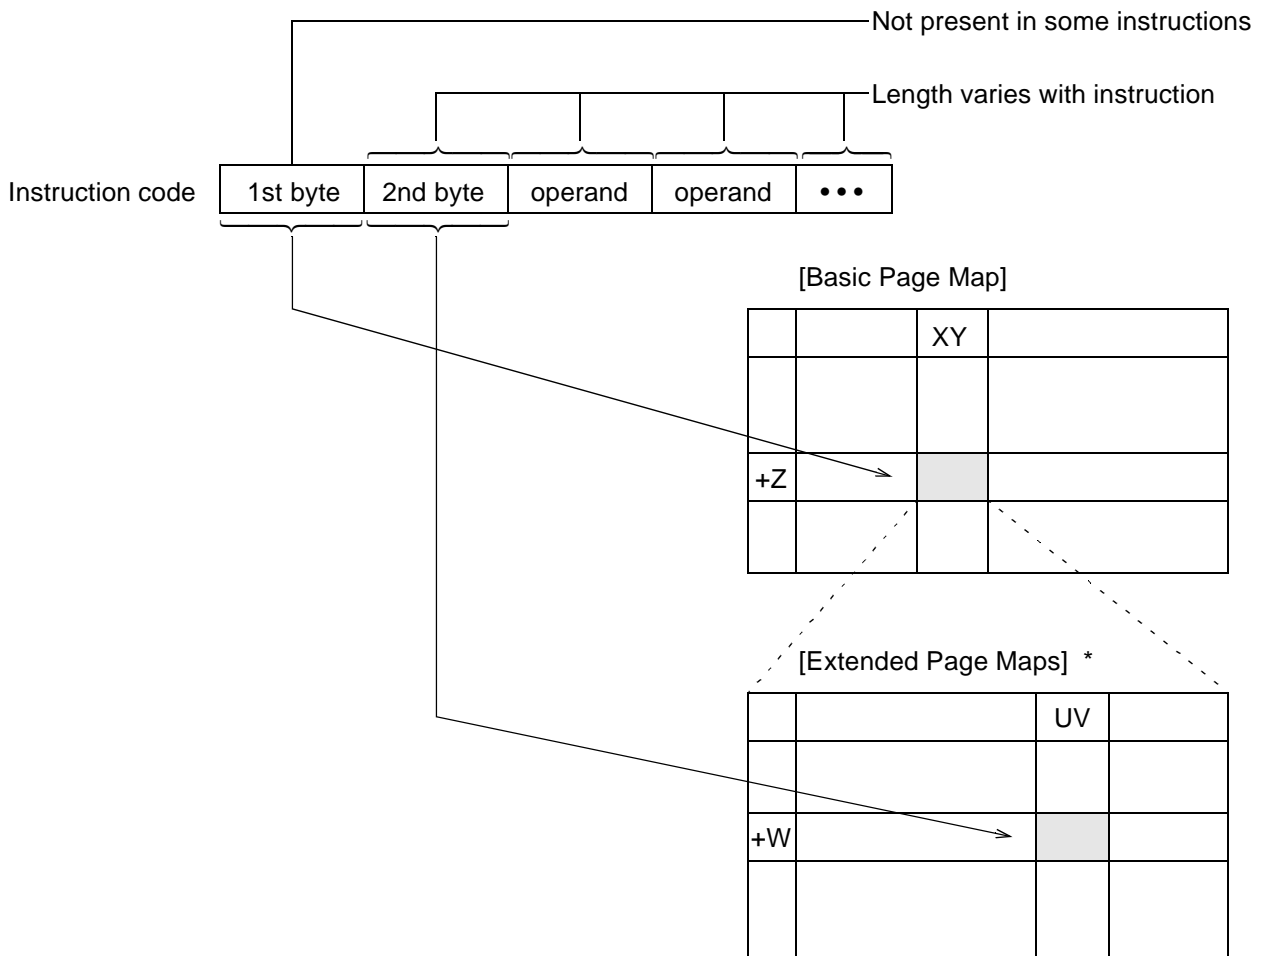 Not present in some instructions
Length varies with instruction
Instruction code 1st byte 2nd byte operand operand •••
[Basic Page Map]
XY
+Z
[Extended Page Maps] *
UV
+W